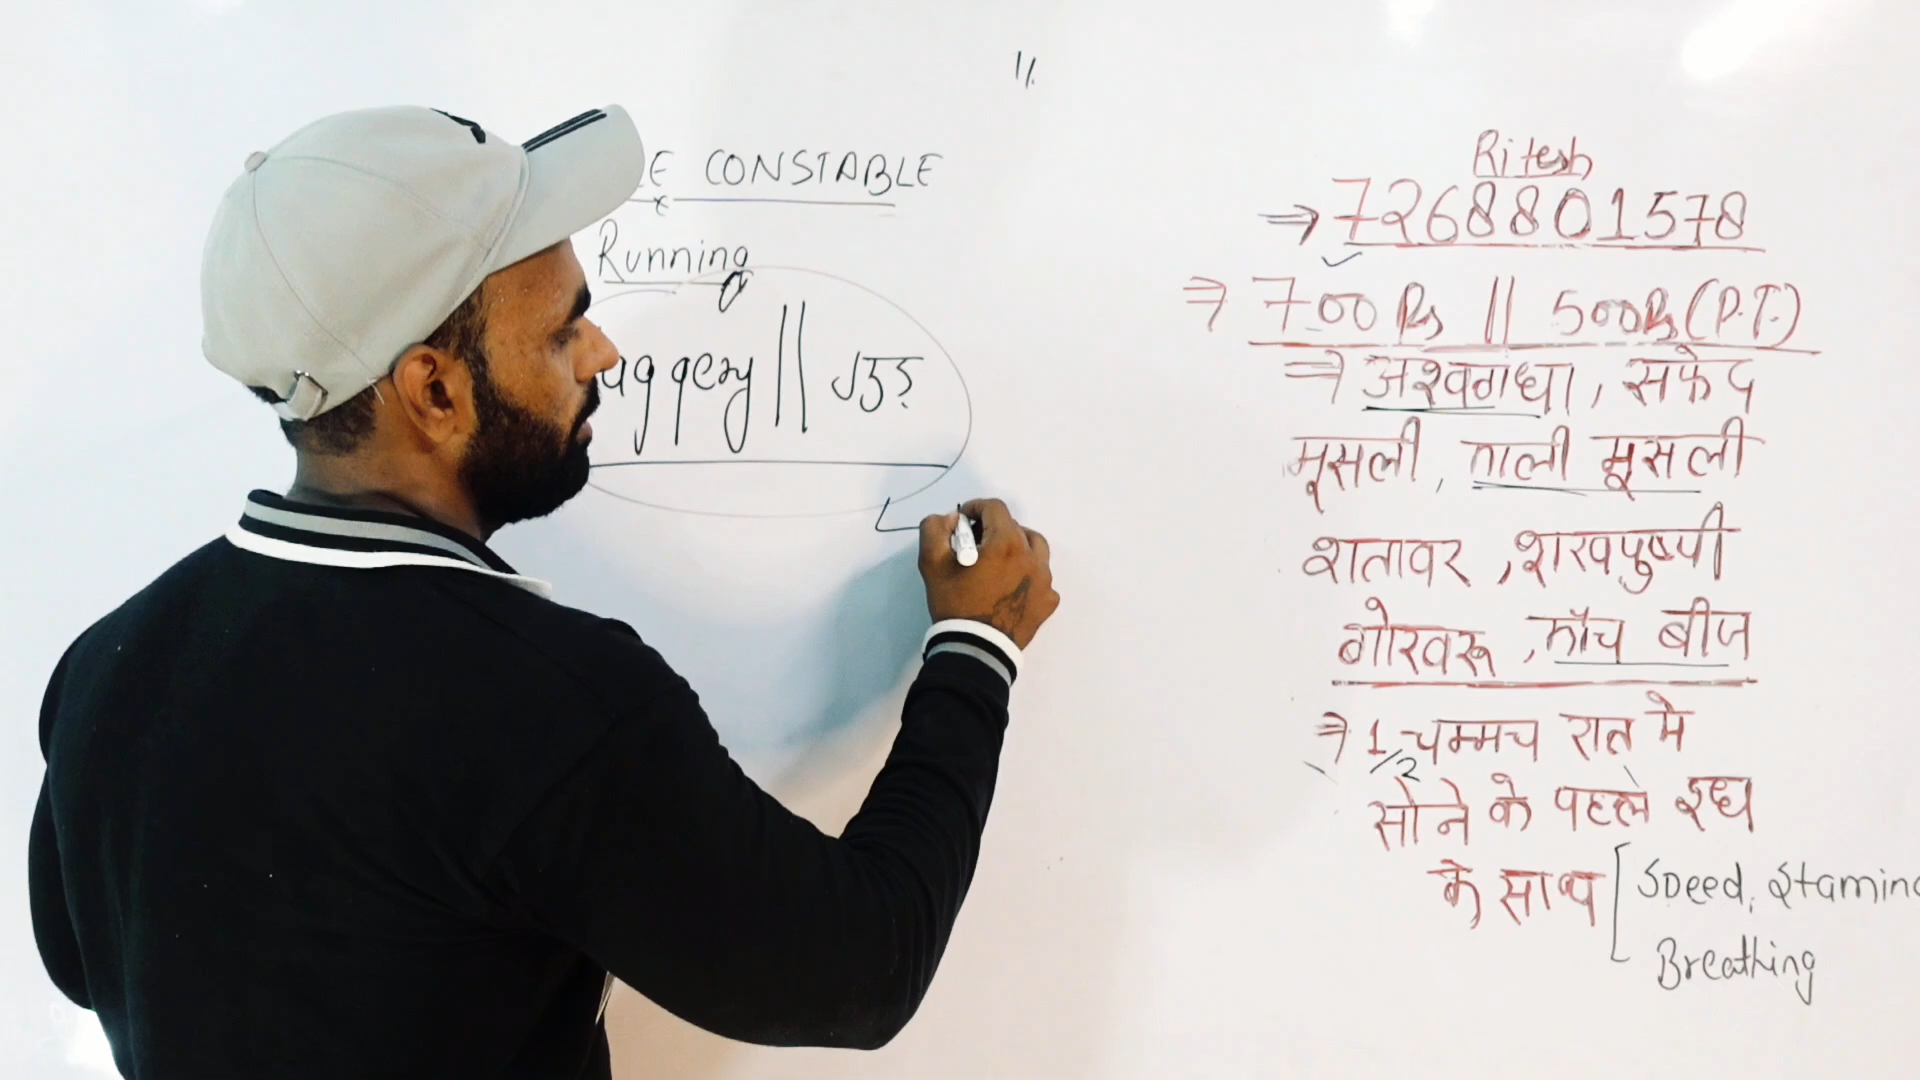 E CONSTABLE
Running
aggery || गुड़
Ritesh
⇒ 7268801578
⇒ 700 Rs || 500Rs (P.T.)
⇒ अश्वगंधा, सफेद
मूसली, काली मूसली
शतावर, शंखपुष्पी
गोखरू, कौंच बीज
⇒ 1/2 चम्मच रात मे
सोने के पहले दूध
के साथ [ Speed, Stamina
Breathing